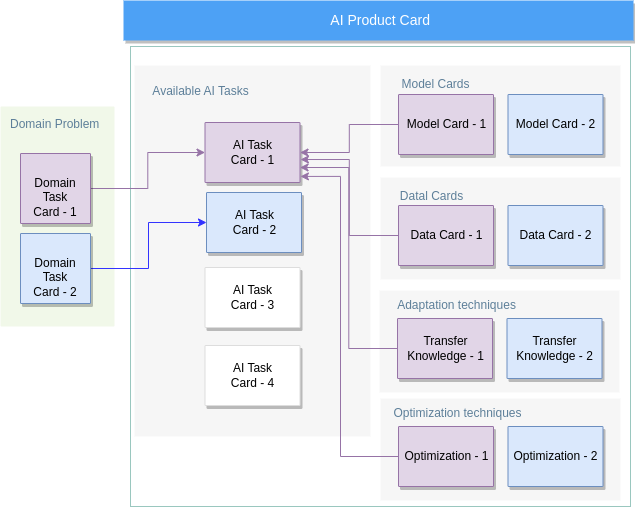 AI Product Card
Domain Problem
Domain
Task
Card - 1
Domain
Task
Card - 2
Available AI Tasks
AI Task
Card - 1
AI Task
Card - 2
AI Task
Card - 3
AI Task
Card - 4
Model Cards
Model Card - 1
Model Card - 2
Datal Cards
Data Card - 1
Data Card - 2
Adaptation techniques
Transfer
Knowledge - 1
Transfer
Knowledge - 2
Optimization techniques
Optimization - 1
Optimization - 2